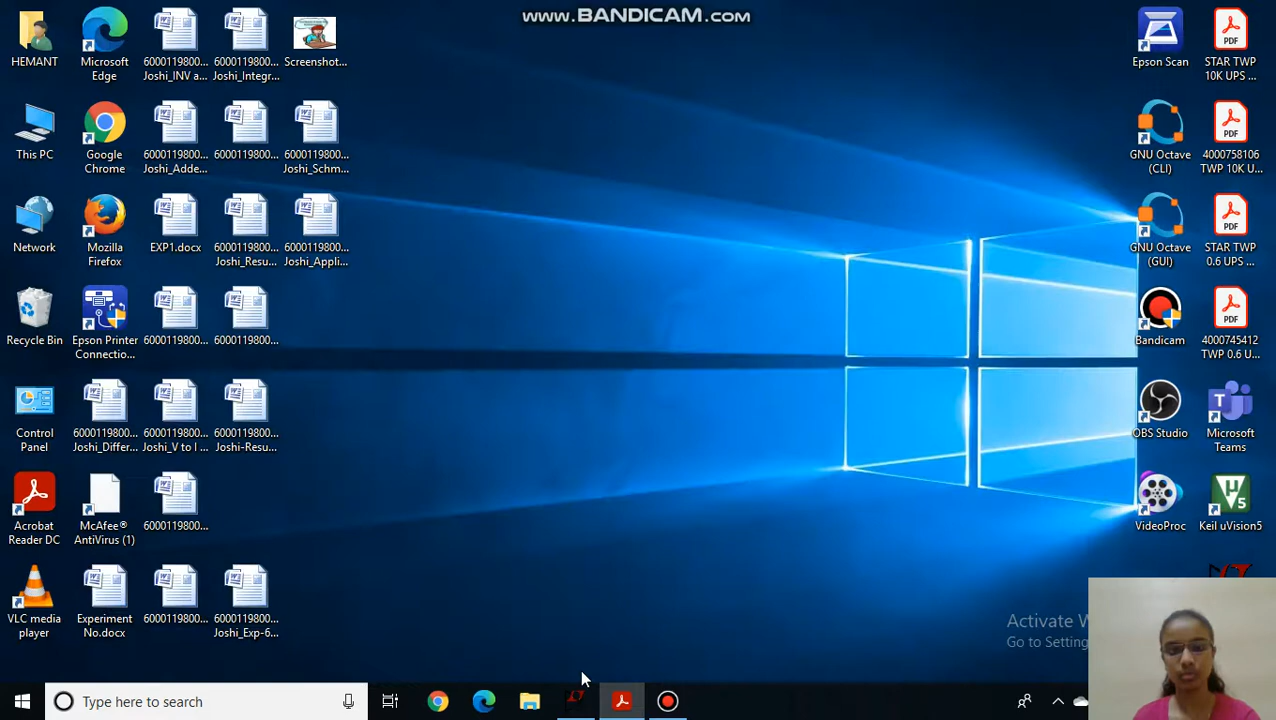 www.BANDICAM.com
HEMANT
Microsoft
Edge
6000119800...
Joshi_INV a...
6000119800...
Joshi_Integr...
Screenshot...
Epson Scan
PDF
STAR TWP
10K UPS ...
This PC
Google
Chrome
6000119800...
Joshi_Adde...
6000119800...
6000119800...
Joshi_Schm...
GNU Octave
(CLI)
PDF
4000758106
TWP 10K U...
Network
Mozilla
Firefox
EXP1.docx
6000119800...
Joshi_Resu...
6000119800...
Joshi_Appli...
GNU Octave
(GUI)
PDF
STAR TWP
0.6 UPS ...
Recycle Bin
Epson Printer
Connectio...
6000119800...
6000119800...
Bandicam
PDF
4000745412
TWP 0.6 U...
Control
Panel
6000119800...
Joshi_Differ...
6000119800...
Joshi_V to I ...
6000119800...
Joshi-Resu...
OBS Studio
Microsoft
Teams
Acrobat
Reader DC
McAfee®
AntiVirus (1)
6000119800...
VideoProc
Keil uVision5
VLC media
player
Experiment
No.docx
6000119800...
6000119800...
Joshi_Exp-6...
Activate W
Go to Setting
Type here to search